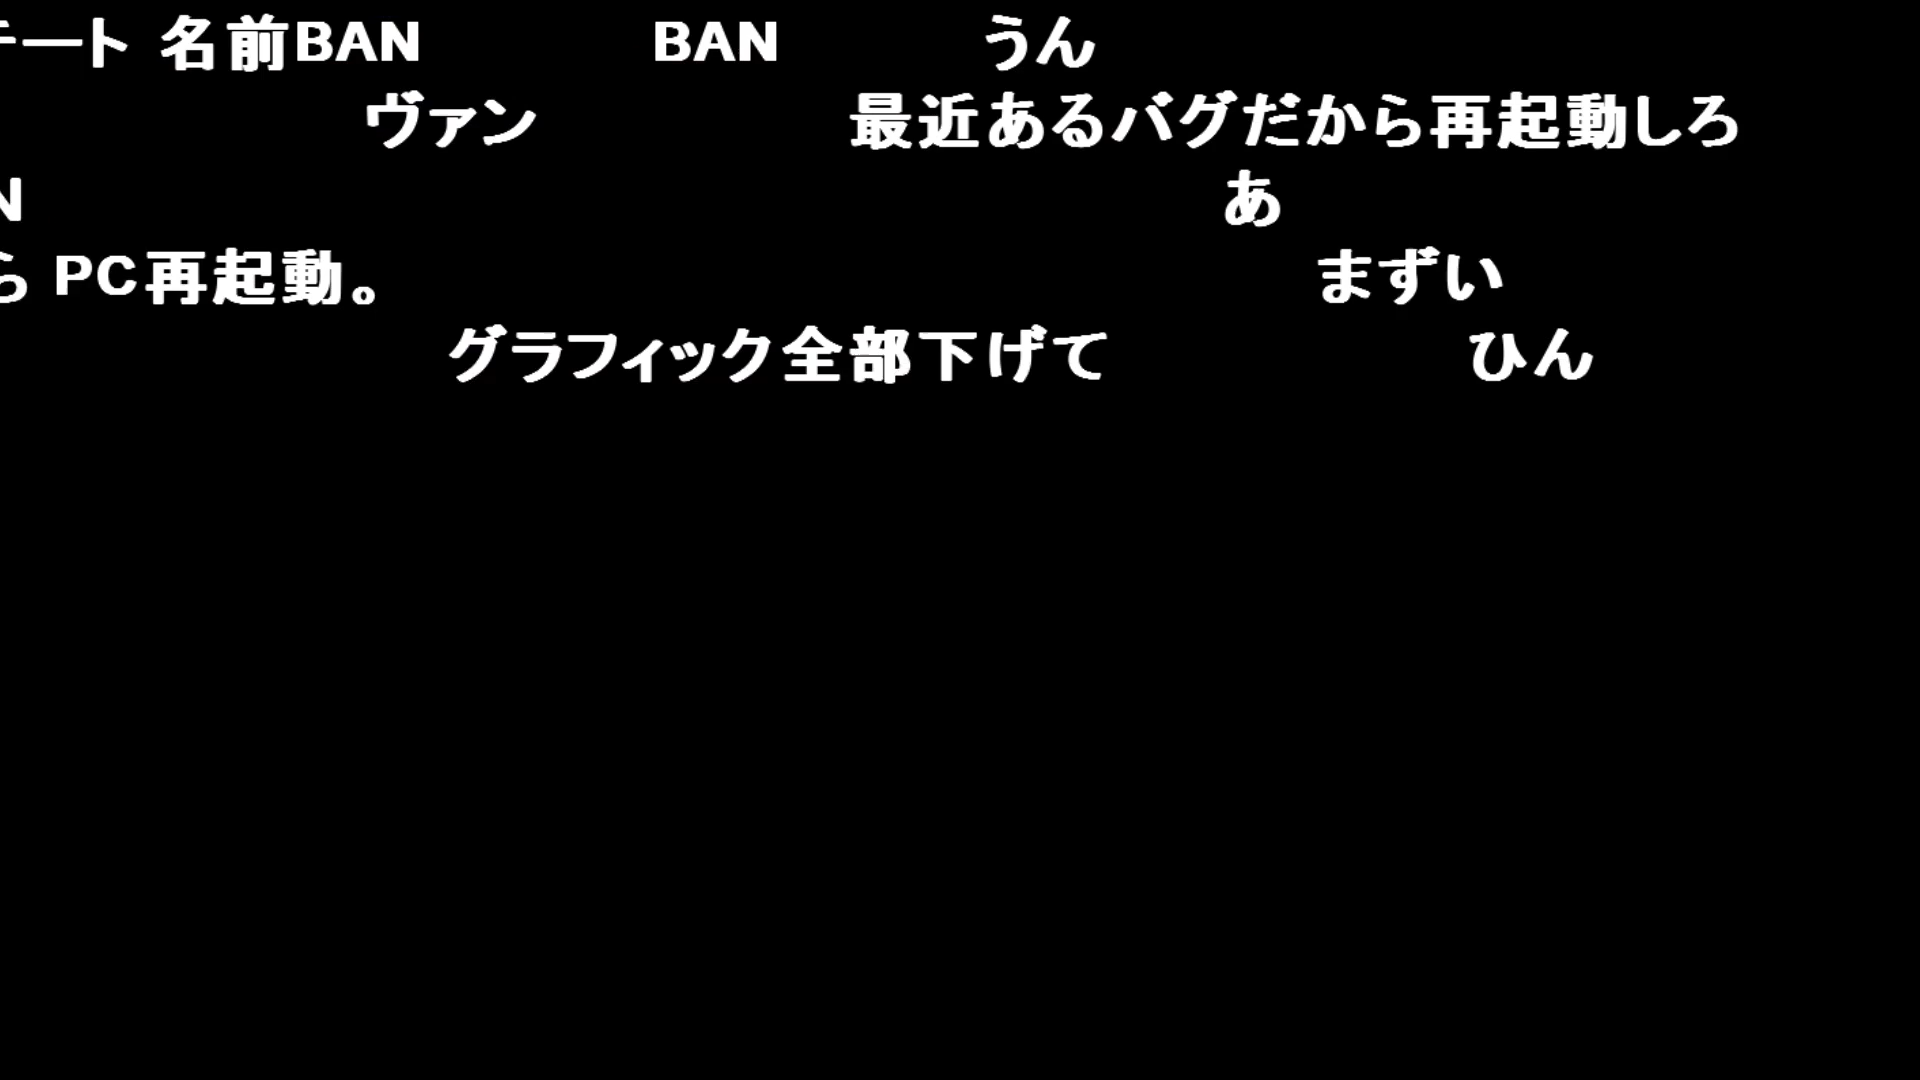 チート 名前BAN BAN うん
ヴァン 最近あるバグだから再起動しろ
N あ
ら PC再起動。 まずい
グラフィック全部下げて ひん